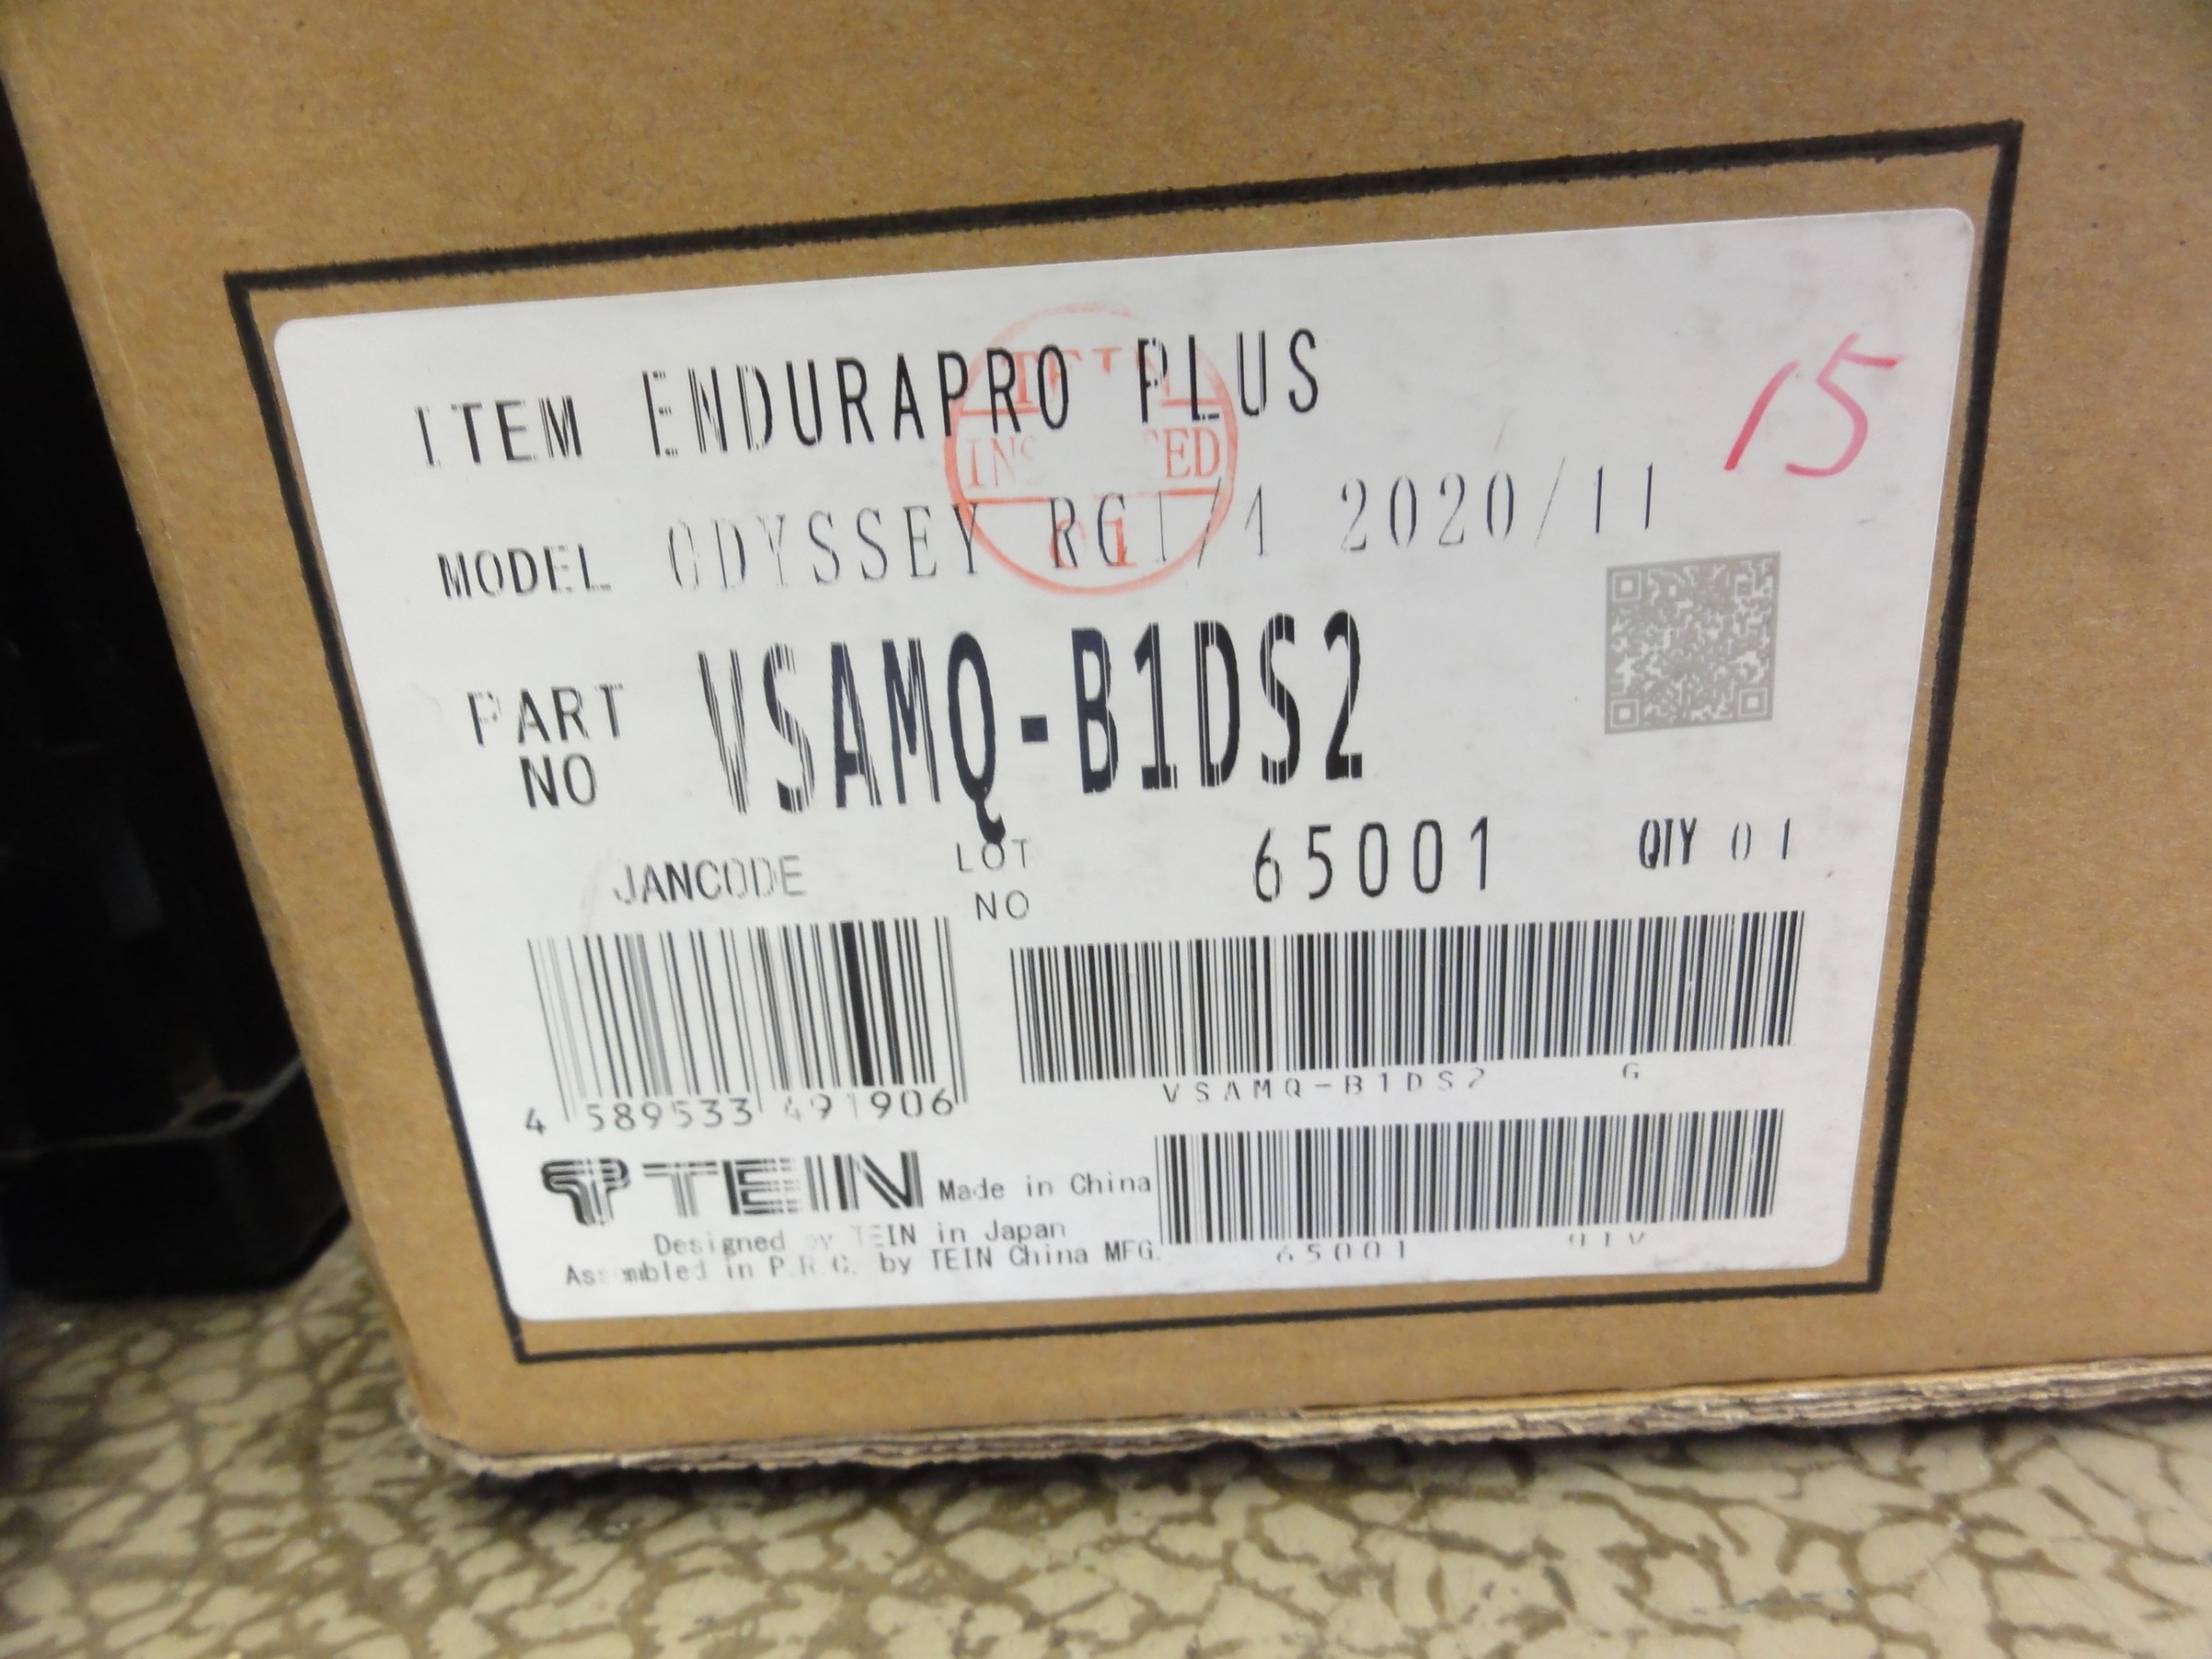 ITEM ENDURAPRO PLUS
TEIN
15
MODEL ODYSSEY RC1/4 2020/11
PART NO VSAMQ-B1DS2
JANCODE
LOT NO 65001
QTY 01
4 589533 491906
VSAMQ-B1DS2 G
TEIN Made in China
Designed by TEIN in Japan
Assembled in P.R.C. by TEIN China MFG.
65001